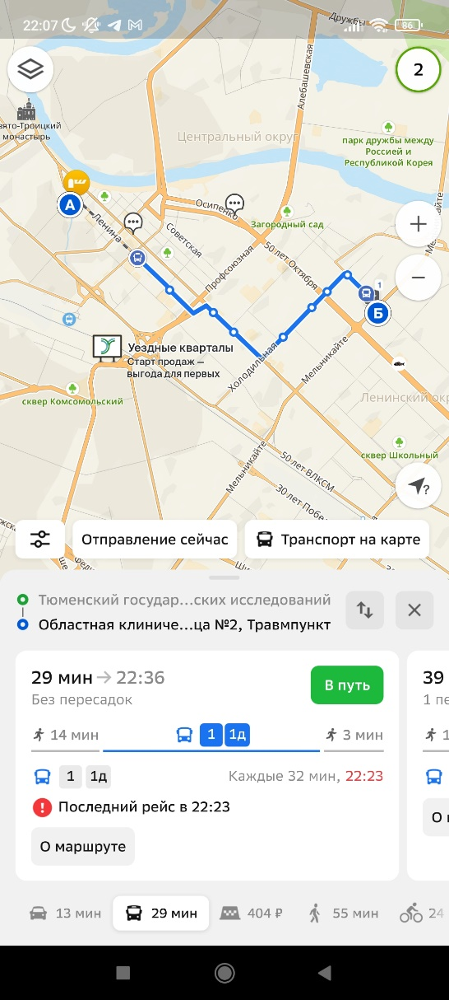 22:07
86
Дружбы
2
Алебашевская
вято-Троицкий
монастырь
Центральный округ
парк дружбы между
Россией и
Республикой Корея
А
Ленина
Осипенко
Загородный сад
Советская
Профсоюзная
50 лет Октября
1
Б
Уездные кварталы
Старт продаж –
выгода для первых
Холодильная
Мельникайте
сквер Комсомольский
Ленинский окр
сквер Школьный
Мельникайте
50 лет ВЛКСМ
30 лет Побе
?
Отправление сейчас
Транспорт на карте
Тюменский государ...ских исследований
Областная клиниче...ца №2, Травмпункт
29 мин → 22:36
39
В путь
Без пересадок
1 пе
14 мин
1
1д
3 мин
1
1д
Каждые 32 мин, 22:23
Последний рейс в 22:23
О маршруте
13 мин
29 мин
404 ₽
55 мин
24